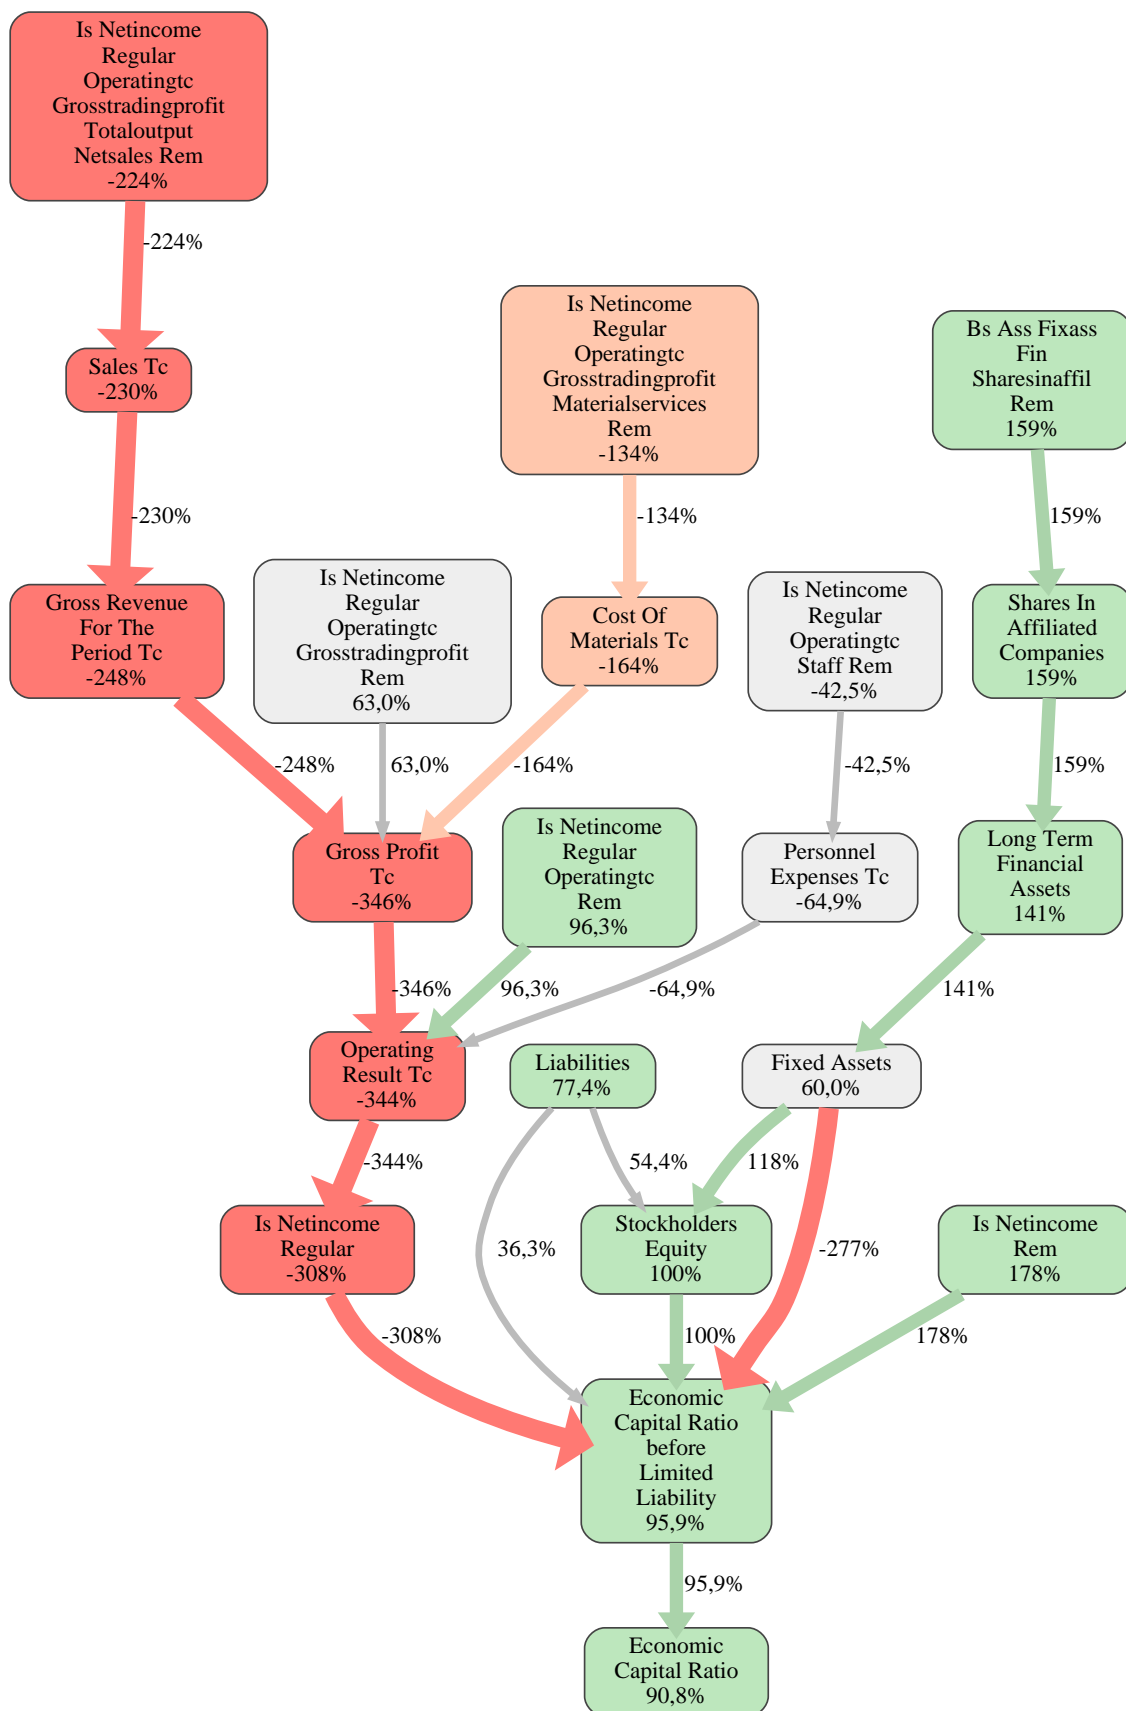 Is Netincome
Regular
Operatingtc
Grosstradingprofit
Totaloutput
Netsales Rem
-224%
-224%
Sales Tc
-230%
-230%
Is Netincome
Regular
Operatingtc
Grosstradingprofit
Materialservices
Rem
-134%
-134%
Bs Ass Fixass
Fin
Sharesinaffil
Rem
159%
159%
Gross Revenue
For The
Period Tc
-248%
-248%
Is Netincome
Regular
Operatingtc
Grosstradingprofit
Rem
63,0%
63,0%
Cost Of
Materials Tc
-164%
-164%
Is Netincome
Regular
Operatingtc
Staff Rem
-42,5%
-42,5%
Shares In
Affiliated
Companies
159%
159%
Gross Profit
Tc
-346%
-346%
Is Netincome
Regular
Operatingtc
Rem
96,3%
96,3%
Personnel
Expenses Tc
-64,9%
-64,9%
Long Term
Financial
Assets
141%
141%
Operating
Result Tc
-344%
-344%
Liabilities
77,4%
54,4%
36,3%
Fixed Assets
60,0%
118%
-277%
Is Netincome
Regular
-308%
-308%
Stockholders
Equity
100%
100%
Is Netincome
Rem
178%
178%
Economic
Capital Ratio
before
Limited
Liability
95,9%
95,9%
Economic
Capital Ratio
90,8%